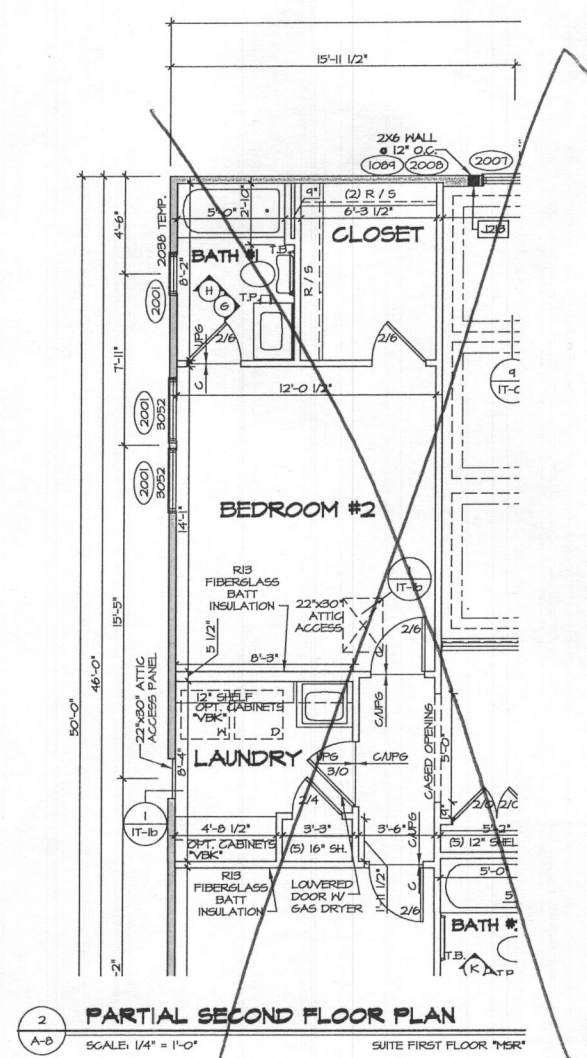 15'-11 1/2"
2X6 WALL
@ 12" O.C.
1089
2008
2007
J213
4'-6"
2038 TEMP.
5'-0"
2'-10"
9"
(2) R / S
6'-3 1/2"
CLOSET
T.B.
BATH #1
8'-2"
H
G
T.P.
R / S
2001
C/UPG
2/6
2/6
7'-11"
12'-0 1/2"
9
2001
3052
2001
3052
BEDROOM #2
14'-1"
1
1T-1b
R13
FIBERGLASS
BATT
INSULATION
22"x30"
ATTIC
ACCESS
2/6
15'-5"
5 1/2"
8'-3"
46'-0"
50'-0"
22"x30" ATTIC
ACCESS PANEL
12" SHELF
OPT. CABINETS
"VBK"
W
D
C/UPG
CASED OPENING
5'-0"
LAUNDRY
UPG
3/0
C/UPG
8'-4"
2/4
2/0
9"
1
1T-1b
4'-8 1/2"
3'-3"
3'-6"
5'-2"
OPT. CABINETS
"VBK"
(5) 16" SH.
C/UPG
(5) 12" SHEL
R13
FIBERGLASS
BATT
INSULATION
LOUVERED
DOOR W/
GAS DRYER
1'-11 1/2"
C
2/6
5'-0"
BATH #
T.B.
K
T.P.
2
A-8
PARTIAL SECOND FLOOR PLAN
SCALE: 1/4" = 1'-0"
SUITE FIRST FLOOR "MSR"